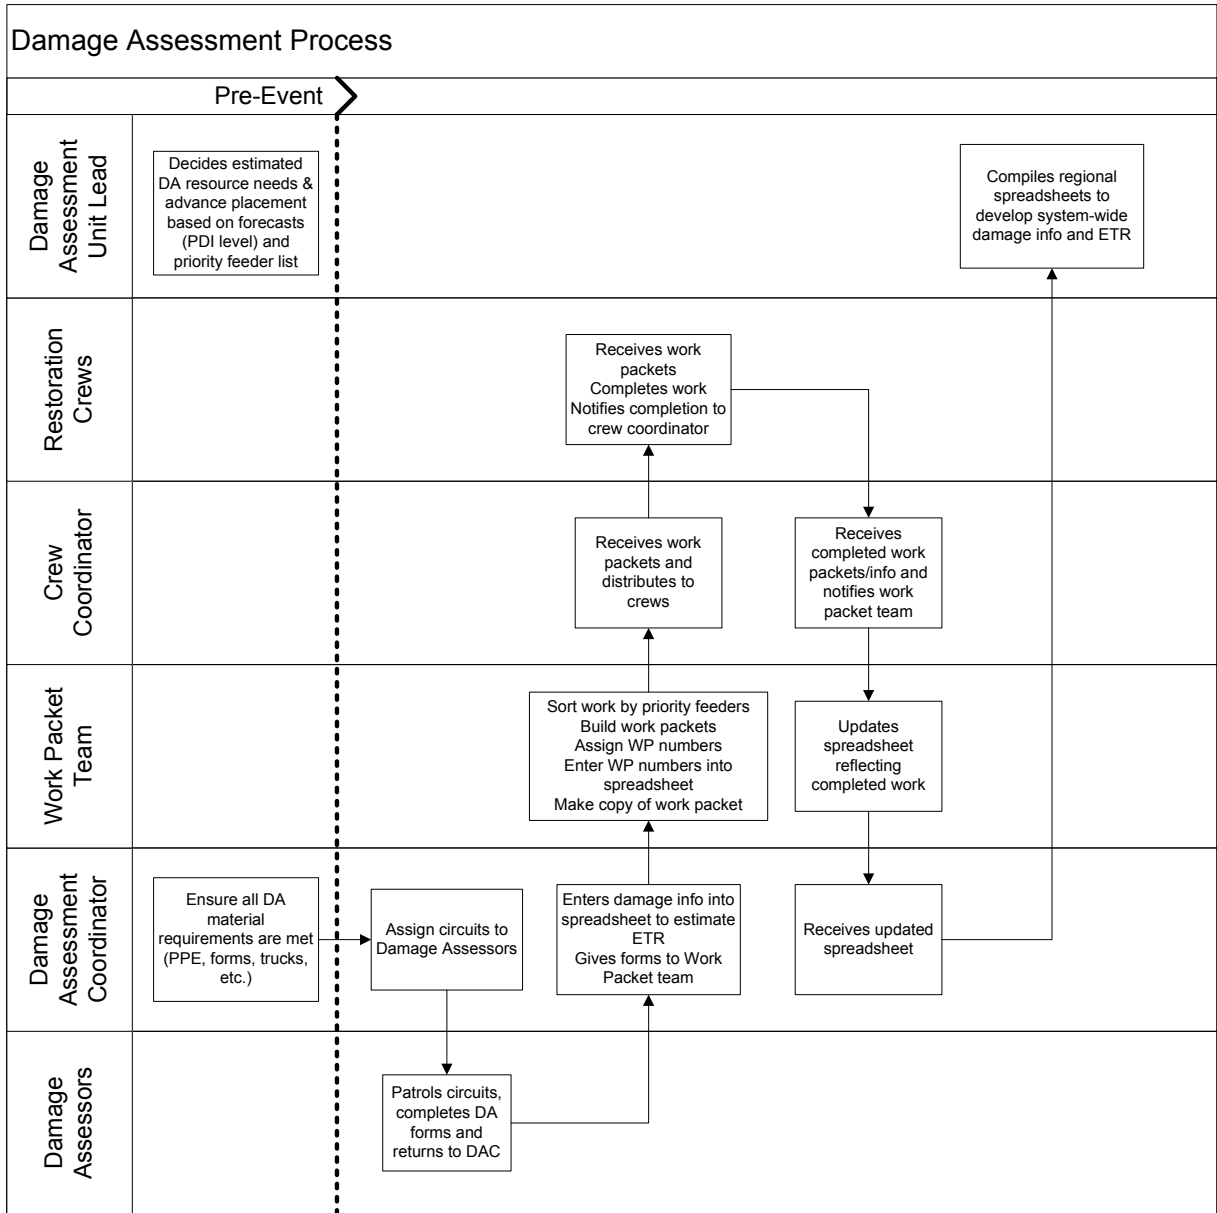 Damage Assessment Process
Pre-Event
Damage
Assessment
Unit Lead
Decides estimated
DA resource needs &
advance placement
based on forecasts
(PDI level) and
priority feeder list
Compiles regional
spreadsheets to
develop system-wide
damage info and ETR
Restoration
Crews
Receives work
packets
Completes work
Notifies completion to
crew coordinator
Crew
Coordinator
Receives work
packets and
distributes to
crews
Receives
completed work
packets/info and
notifies work
packet team
Work Packet
Team
Sort work by priority feeders
Build work packets
Assign WP numbers
Enter WP numbers into
spreadsheet
Make copy of work packet
Updates
spreadsheet
reflecting
completed work
Damage
Assessment
Coordinator
Ensure all DA
material
requirements are met
(PPE, forms, trucks,
etc.)
Assign circuits to
Damage Assessors
Enters damage info into
spreadsheet to estimate
ETR
Gives forms to Work
Packet team
Receives updated
spreadsheet
Damage
Assessors
Patrols circuits,
completes DA
forms and
returns to DAC